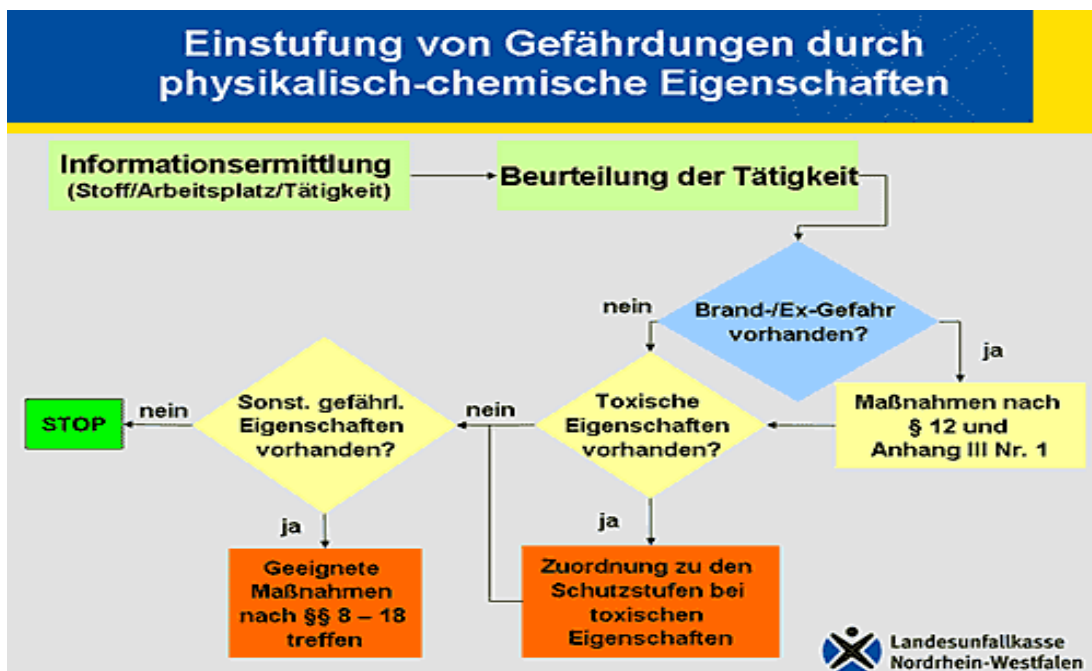 Einstufung von Gefährdungen durch
physikalisch-chemische Eigenschaften
Informationsermittlung
(Stoff/Arbeitsplatz/Tätigkeit)
Beurteilung der Tätigkeit
Brand-/Ex-Gefahr
vorhanden?
nein
ja
Maßnahmen nach
§ 12 und
Anhang III Nr. 1
Toxische
Eigenschaften
vorhanden?
nein
ja
Zuordnung zu den
Schutzstufen bei
toxischen
Eigenschaften
Sonst. gefährl.
Eigenschaften
vorhanden?
nein
STOP
ja
Geeignete
Maßnahmen
nach §§ 8 – 18
treffen
Landesunfallkasse
Nordrhein-Westfalen